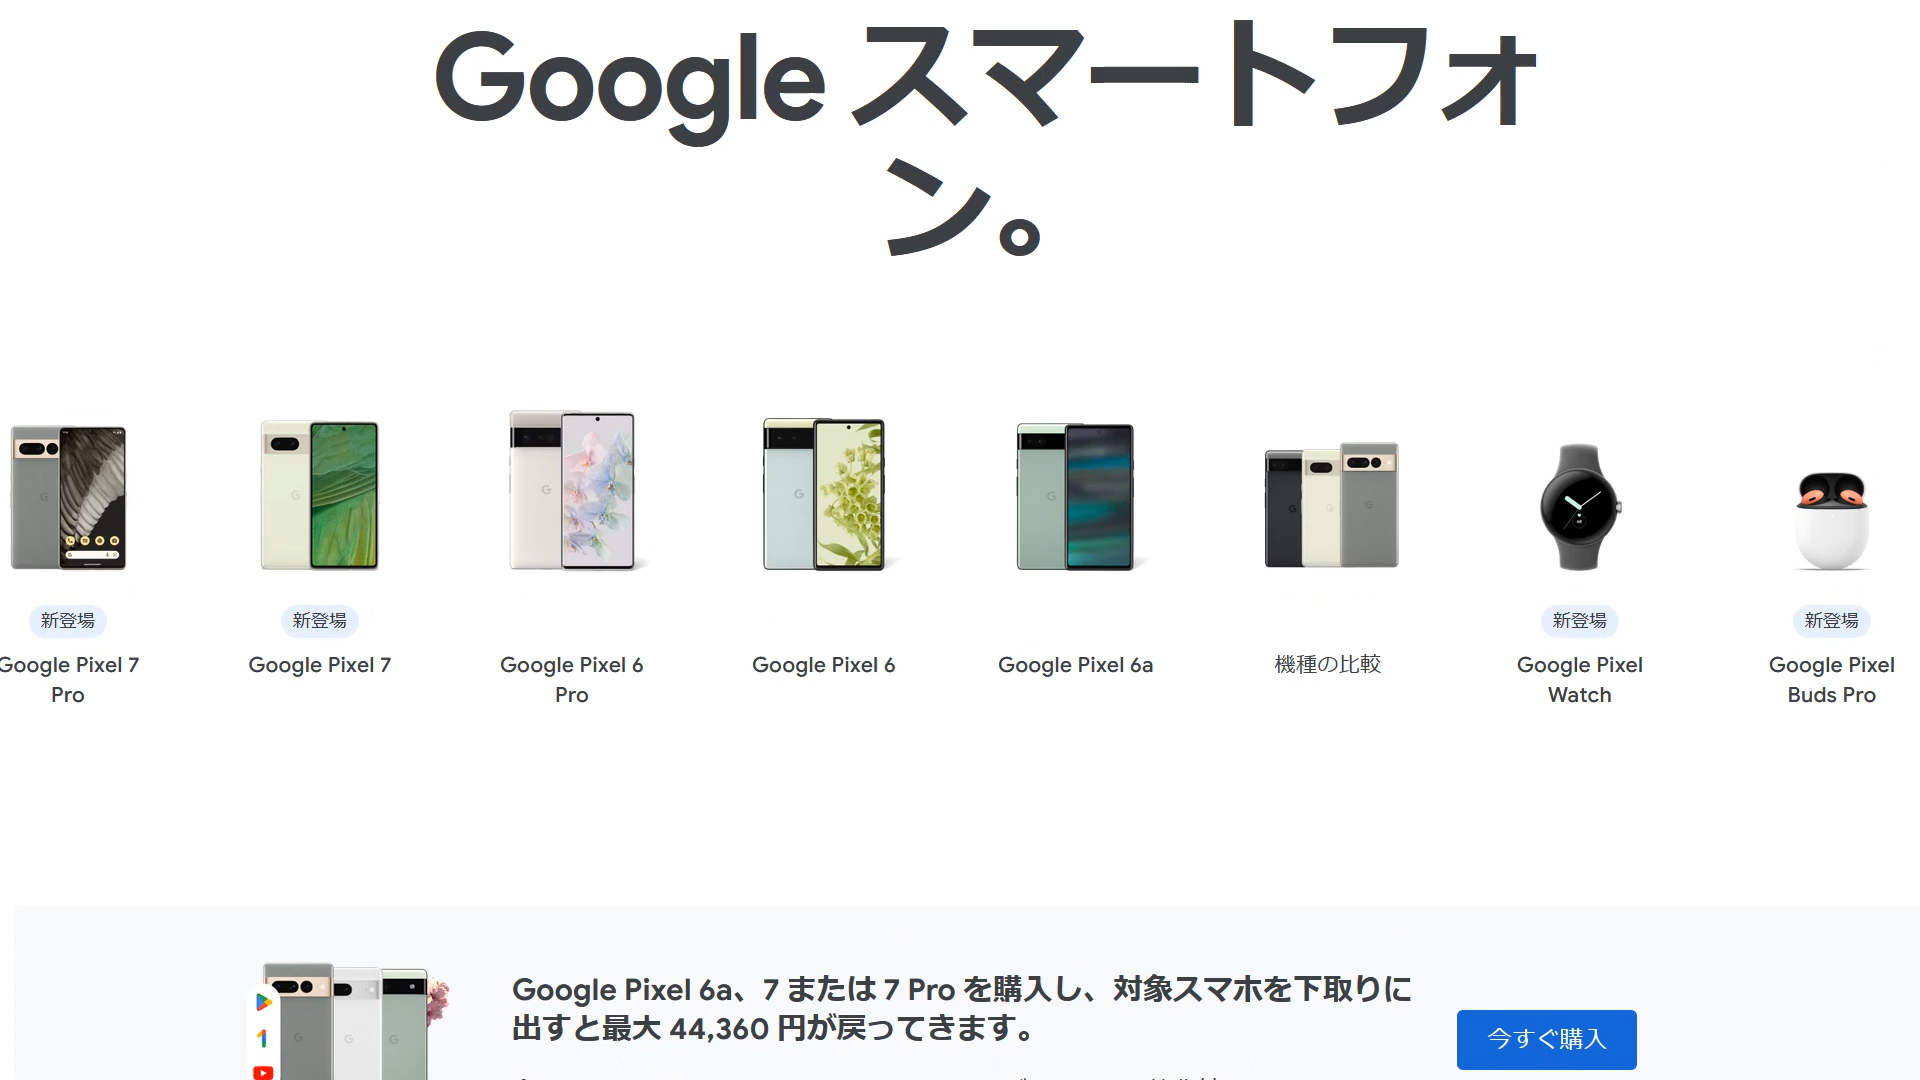 Google スマートフォ
ン。
新登場
Google Pixel 7
Pro
新登場
Google Pixel 7
Google Pixel 6
Pro
Google Pixel 6
Google Pixel 6a
機種の比較
新登場
Google Pixel
Watch
新登場
Google Pixel
Buds Pro
Google Pixel 6a、7 または 7 Pro を購入し、対象スマホを下取りに
出すと最大 44,360 円が戻ってきます。
今すぐ購入